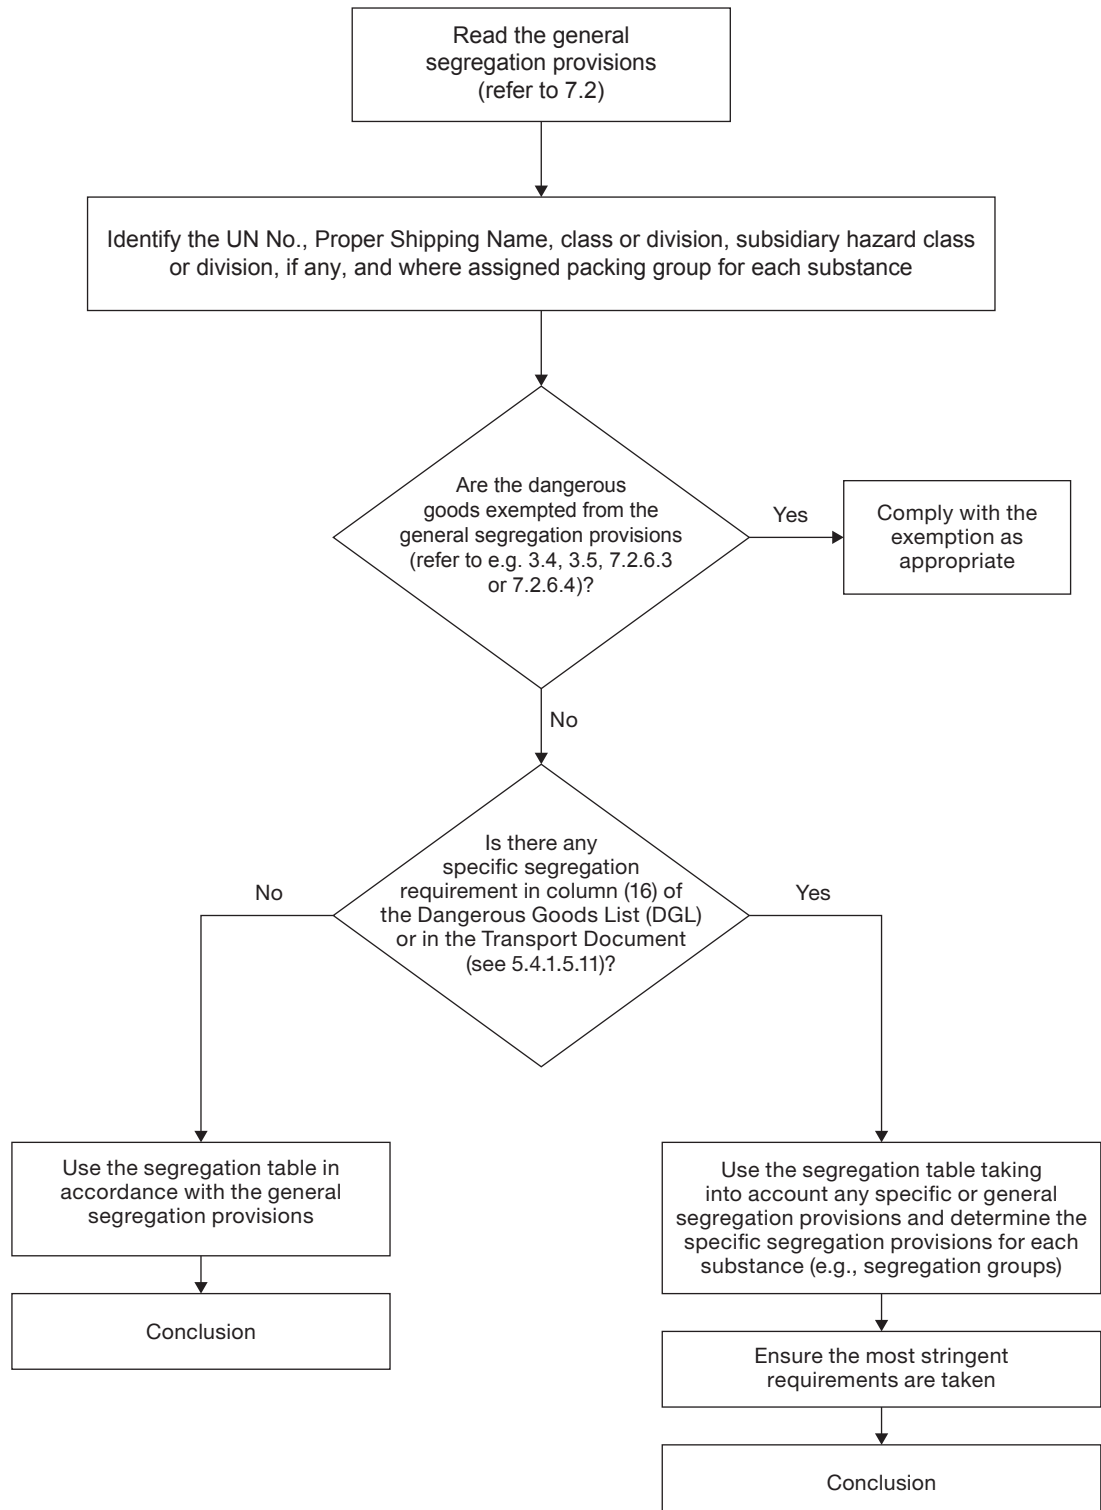 Read the general
segregation provisions
(refer to 7.2)
Identify the UN No., Proper Shipping Name, class or division, subsidiary hazard class
or division, if any, and where assigned packing group for each substance
Are the dangerous
goods exempted from the
general segregation provisions
(refer to e.g. 3.4, 3.5, 7.2.6.3
or 7.2.6.4)?
Yes
Comply with the
exemption as
appropriate
No
Is there any
specific segregation
requirement in column (16) of
the Dangerous Goods List (DGL)
or in the Transport Document
(see 5.4.1.5.11)?
No
Yes
Use the segregation table in
accordance with the general
segregation provisions
Conclusion
Use the segregation table taking
into account any specific or general
segregation provisions and determine the
specific segregation provisions for each
substance (e.g., segregation groups)
Ensure the most stringent
requirements are taken
Conclusion